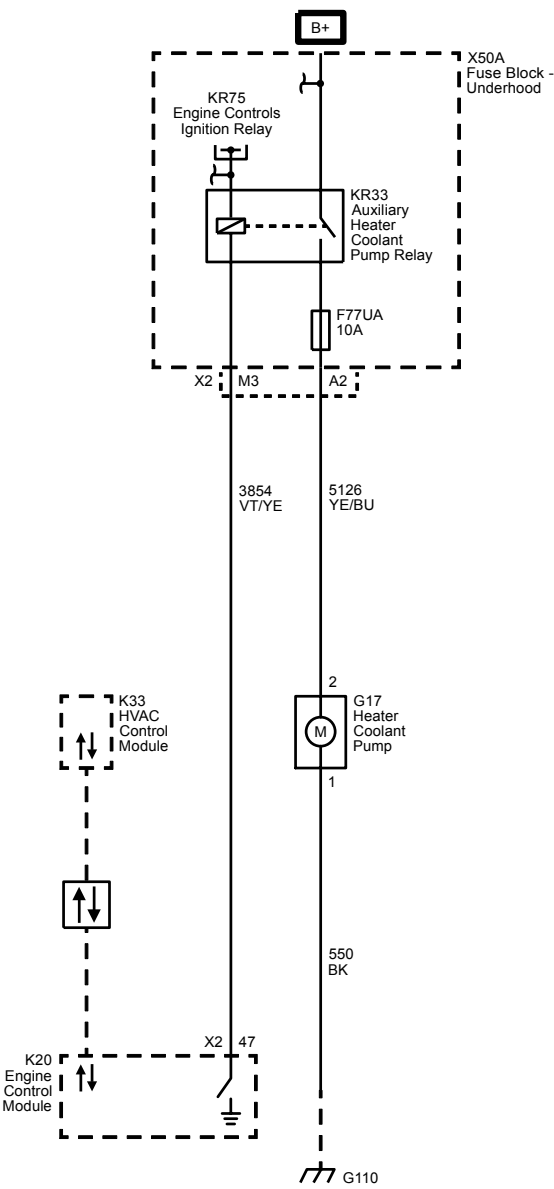 B+
X50A
Fuse Block -
Underhood
KR75
Engine Controls
Ignition Relay
KR33
Auxiliary
Heater
Coolant
Pump Relay
F77UA
10A
X2 M3 A2
3854
VT/YE
5126
YE/BU
2
K33
HVAC
Control
Module
G17
Heater
Coolant
Pump
M
1
550
BK
X2 47
K20
Engine
Control
Module
G110